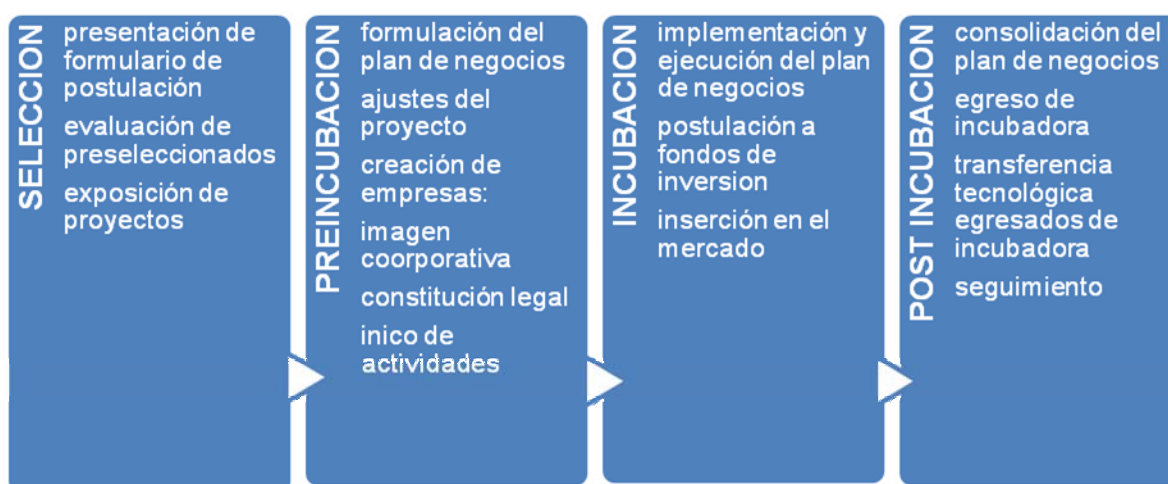 SELECCION
presentación de
formulario de
postulación
evaluación de
preseleccionados
exposición de
proyectos
PREINCUBACION
formulación del
plan de negocios
ajustes del
proyecto
creación de
empresas:
imagen
coorporativa
constitución legal
inico de
actividades
INCUBACION
implementación y
ejecución del plan
de negocios
postulación a
fondos de
inversion
inserción en el
mercado
POST INCUBACION
consolidación del
plan de negocios
egreso de
incubadora
transferencia
tecnológica
egresados de
incubadora
seguimiento